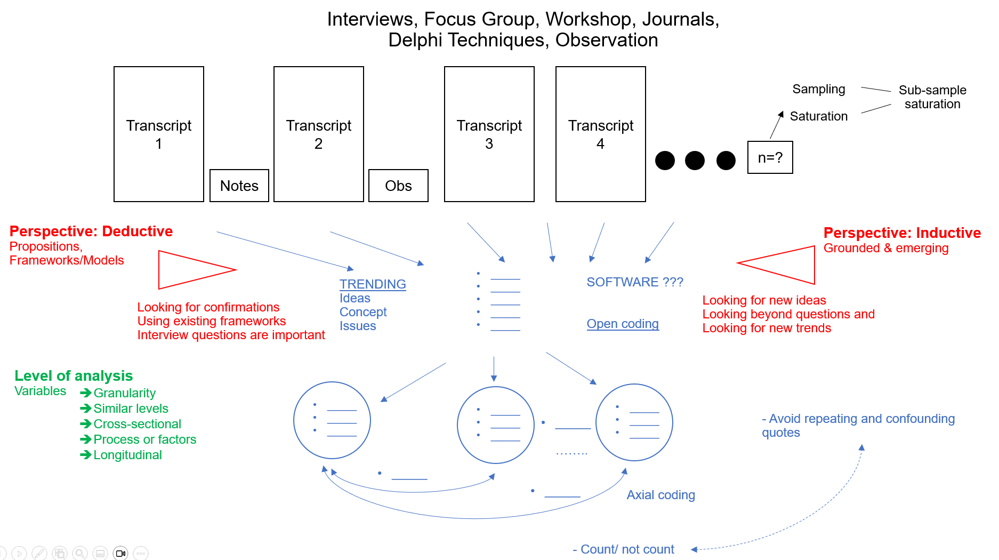 Interviews, Focus Group, Workshop, Journals,
Delphi Techniques, Observation
Transcript
1
Notes
Transcript
2
Obs
Transcript
3
Transcript
4
n=?
Sampling
Saturation
Sub-sample
saturation
Perspective: Deductive
Propositions,
Frameworks/Models
Looking for confirmations
Using existing frameworks
Interview questions are important
TRENDING
Ideas
Concept
Issues
SOFTWARE ???
Open coding
Perspective: Inductive
Grounded & emerging
Looking for new ideas
Looking beyond questions and
Looking for new trends
Level of analysis
Variables
➔Granularity
➔Similar levels
➔Cross-sectional
➔Process or factors
➔Longitudinal
- Avoid repeating and confounding
quotes
Axial coding
- Count/ not count